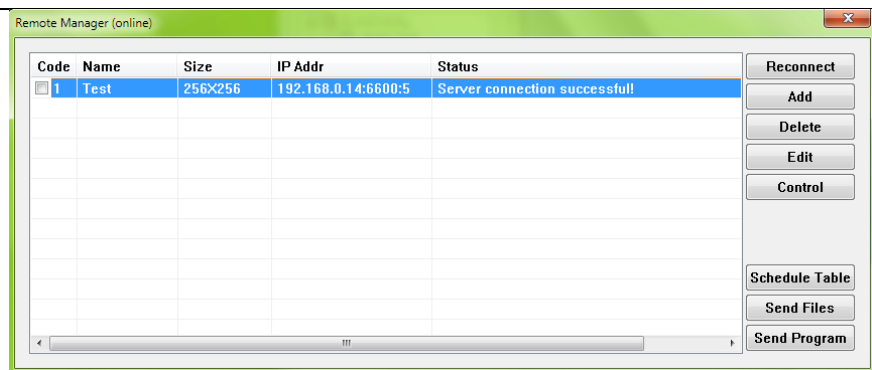 Remote Manager (online)
Code Name Size IP Addr Status
1 Test 256X256 192.168.0.14:6600:5 Server connection successful!
Reconnect
Add
Delete
Edit
Control
Schedule Table
Send Files
Send Program